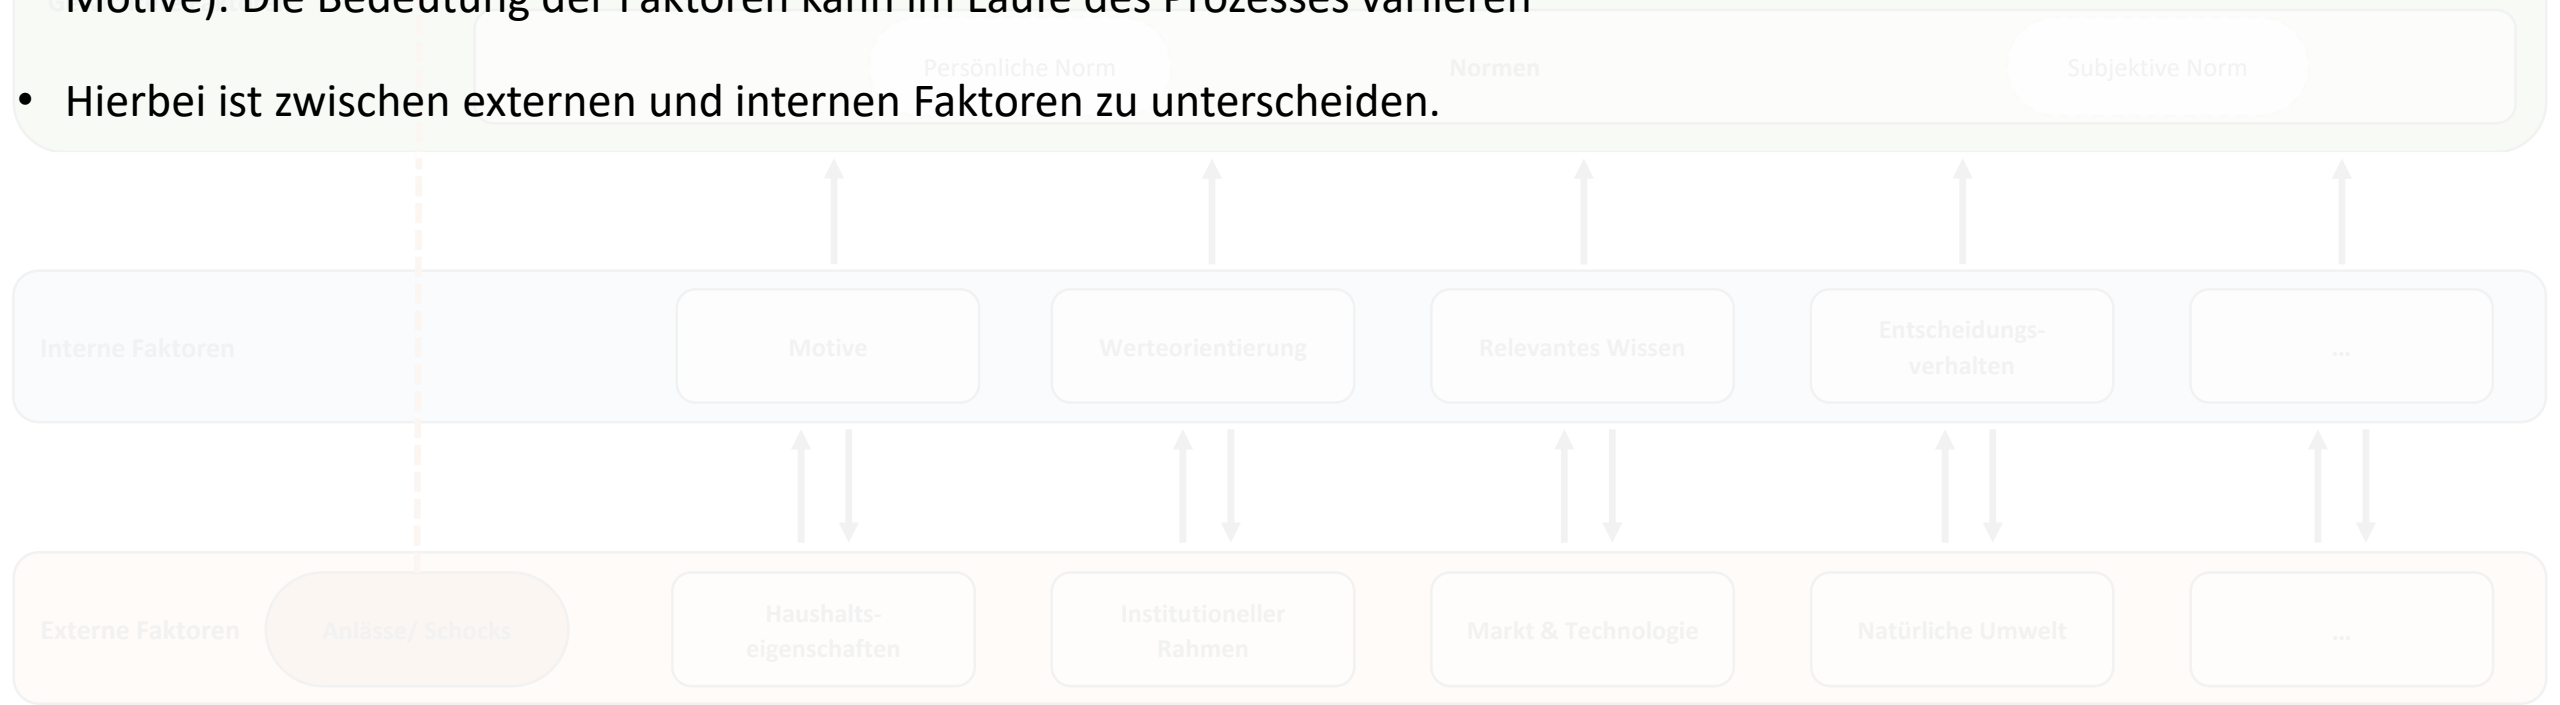 Motive). Die Bedeutung der Faktoren kann im Laufe des Prozesses variieren
Persönliche Norm
Normen
Subjektive Norm
• Hierbei ist zwischen externen und internen Faktoren zu unterscheiden.
Interne Faktoren
Motive
Werteorientierung
Relevantes Wissen
Entscheidungs-
verhalten
...
Externe Faktoren
Anlässe/ Schocks
Haushalts-
eigenschaften
Institutioneller
Rahmen
Markt & Technologie
Natürliche Umwelt
...